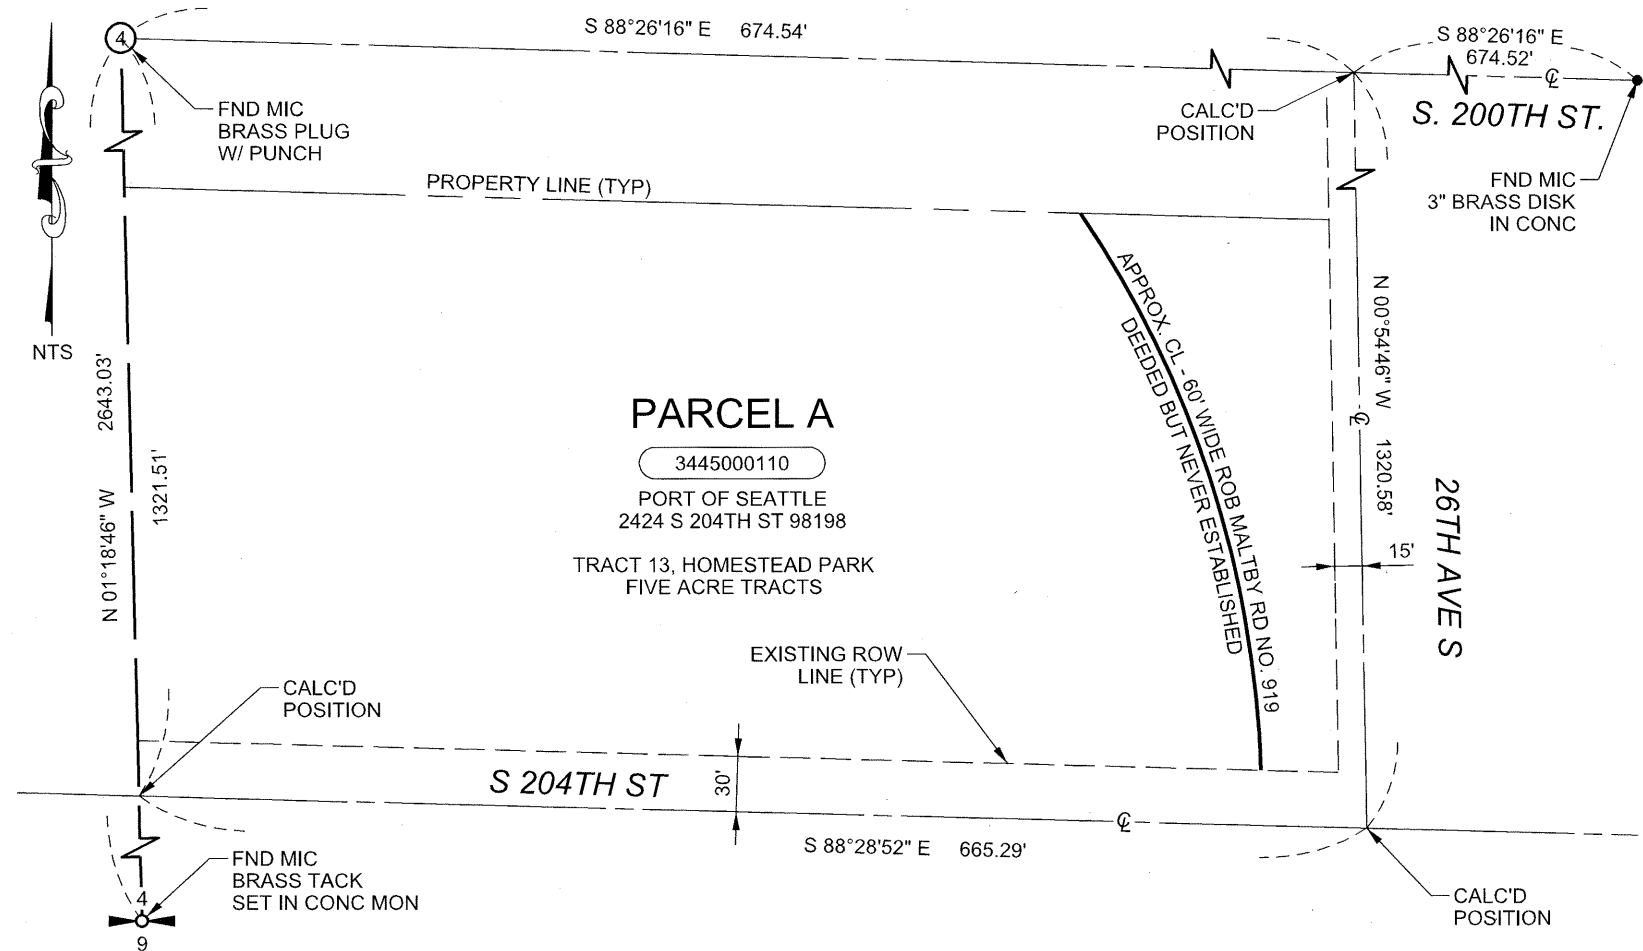 S 88°26'16" E 674.54'
S 88°26'16" E
674.52'
4
℄
S. 200TH ST.
FND MIC
BRASS PLUG
W/ PUNCH
CALC'D
POSITION
FND MIC
3" BRASS DISK
IN CONC
PROPERTY LINE (TYP)
NTS
N 01°18'46" W 2643.03'
1321.51'
PARCEL A
3445000110
PORT OF SEATTLE
2424 S 204TH ST 98198
TRACT 13, HOMESTEAD PARK
FIVE ACRE TRACTS
APPROX. CL - 60' WIDE ROB MALTBY RD NO. 919
DEEDED BUT NEVER ESTABLISHED
N 00°54'46" W 1320.58'
℄
15'
26TH AVE S
EXISTING ROW
LINE (TYP)
CALC'D
POSITION
S 204TH ST
30'
℄
S 88°28'52" E 665.29'
FND MIC
BRASS TACK
SET IN CONC MON
4
9
CALC'D
POSITION